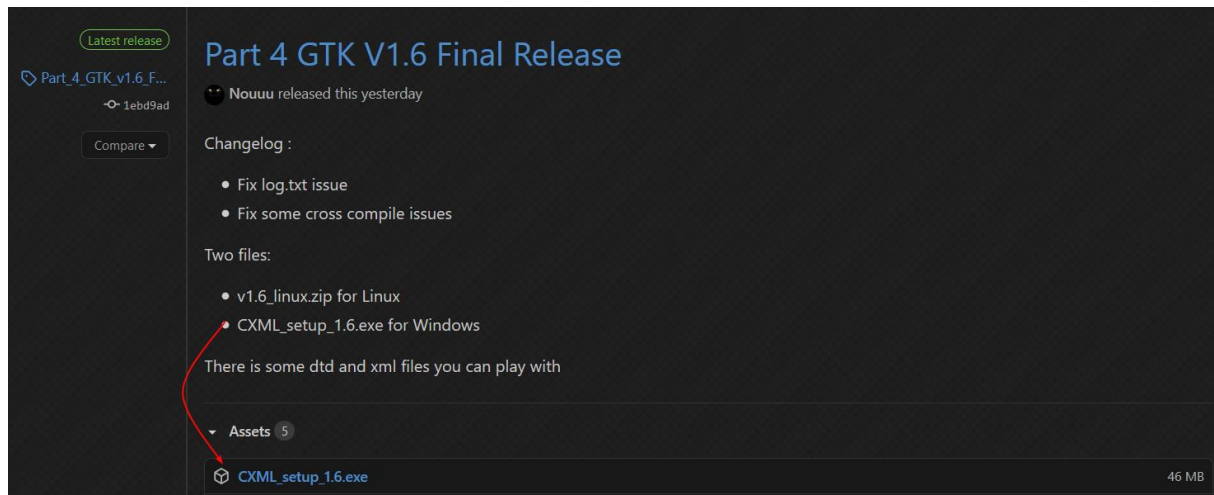 Latest release
Part_4_GTK_v1.6_F...
1ebd9ad
Compare
Part 4 GTK V1.6 Final Release
Nouuu released this yesterday
Changelog :
Fix log.txt issue
Fix some cross compile issues
Two files:
v1.6_linux.zip for Linux
CXML_setup_1.6.exe for Windows
There is some dtd and xml files you can play with
Assets 5
CXML_setup_1.6.exe 46 MB